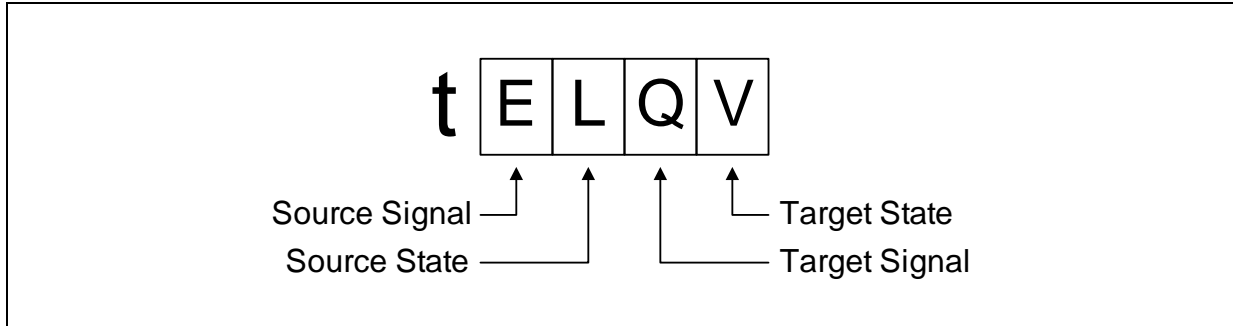 t E L Q V
Source Signal Target State
Source State Target Signal